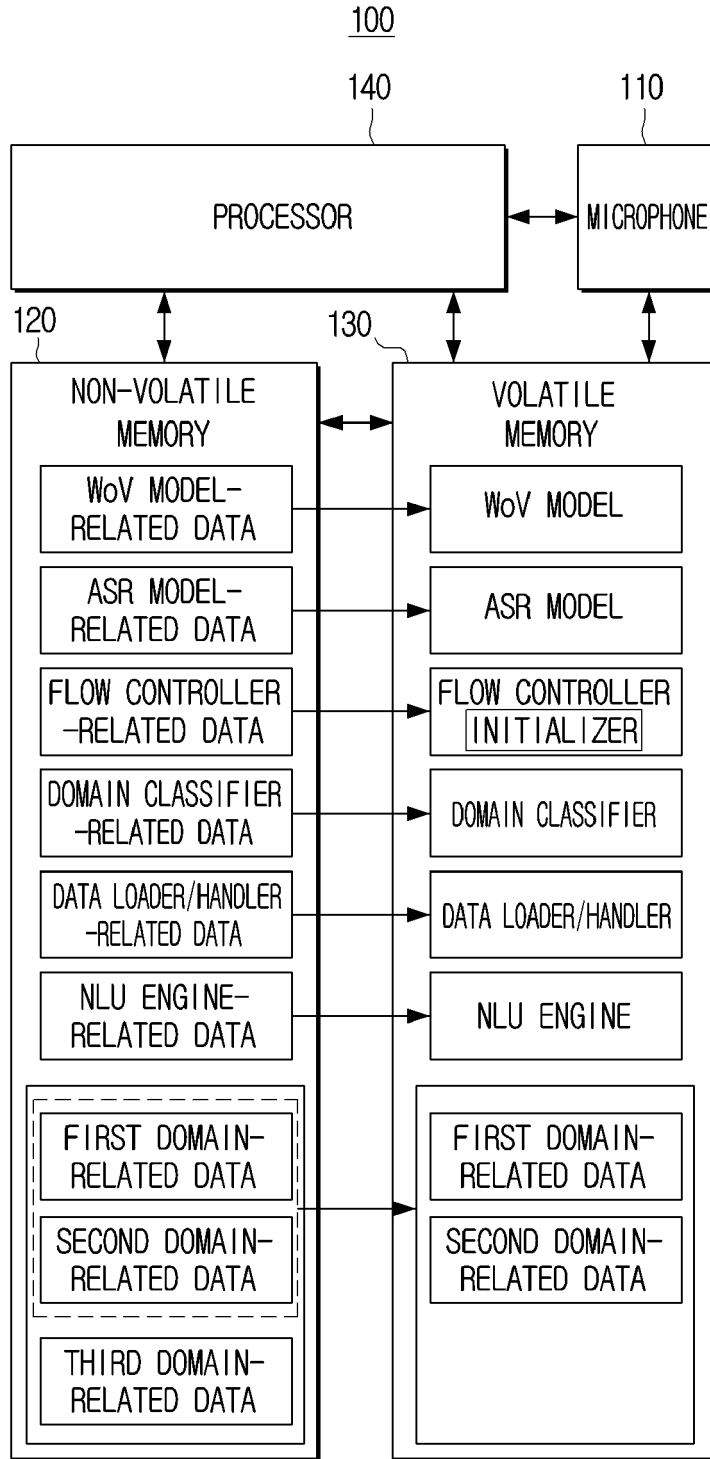 100
140
110
PROCESSOR
MICROPHONE
120
130
NON-VOLATILE
MEMORY
VOLATILE
MEMORY
WoV MODEL-
RELATED DATA
WoV MODEL
ASR MODEL-
RELATED DATA
ASR MODEL
FLOW CONTROLLER
-RELATED DATA
FLOW CONTROLLER
INITIALIZER
DOMAIN CLASSIFIER
-RELATED DATA
DOMAIN CLASSIFIER
DATA LOADER/HANDLER
-RELATED DATA
DATA LOADER/HANDLER
NLU ENGINE-
RELATED DATA
NLU ENGINE
FIRST DOMAIN-
RELATED DATA
FIRST DOMAIN-
RELATED DATA
SECOND DOMAIN-
RELATED DATA
SECOND DOMAIN-
RELATED DATA
THIRD DOMAIN-
RELATED DATA